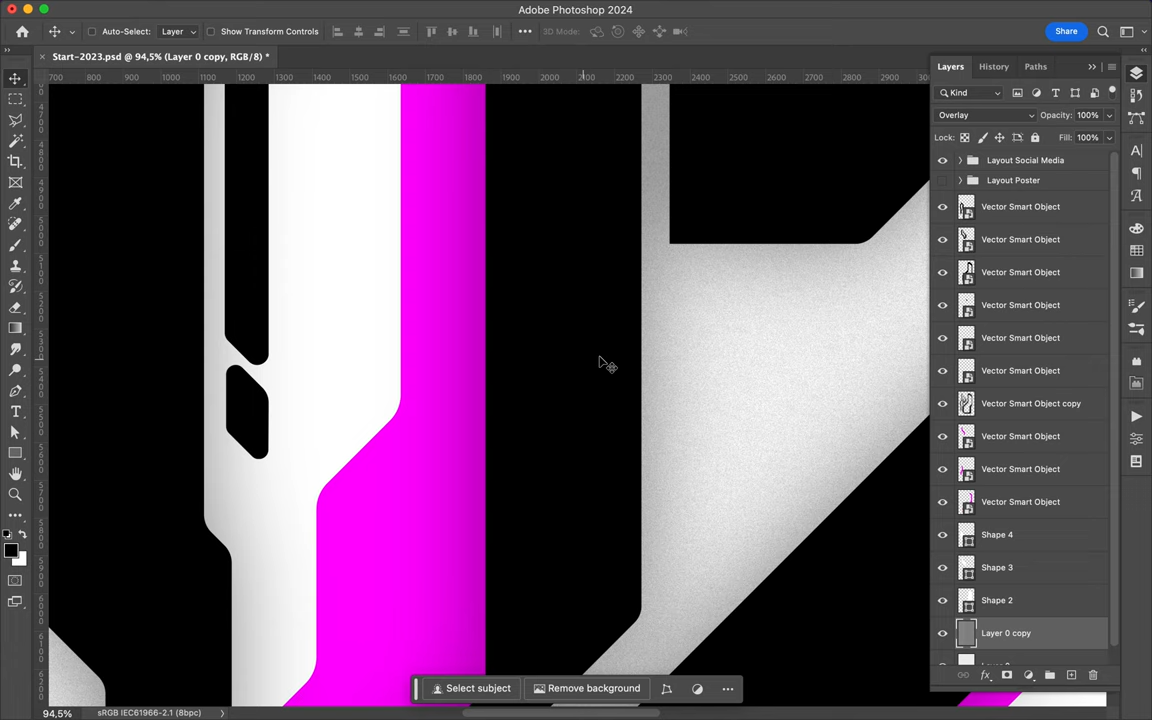 Adobe Photoshop 2024
Auto-Select: Layer Show Transform Controls 3D Mode: Share
Start-2023.psd @ 94,5% (Layer 0 copy, RGB/8) *
700 800 900 1000 1100 1200 1300 1400 1500 1600 1700 1800 1900 2000 2100 2200 2300 2400 2500 2600 2700 2800 2900
Layers History Paths
Kind
Overlay Opacity: 100%
Lock: Fill: 100%
Layout Social Media
Layout Poster
Vector Smart Object
Vector Smart Object
Vector Smart Object
Vector Smart Object
Vector Smart Object
Vector Smart Object
Vector Smart Object copy
Vector Smart Object
Vector Smart Object
Vector Smart Object
Shape 4
Shape 3
Shape 2
Layer 0 copy
Select subject Remove background
94,5% sRGB IEC61966-2.1 (8bpc)